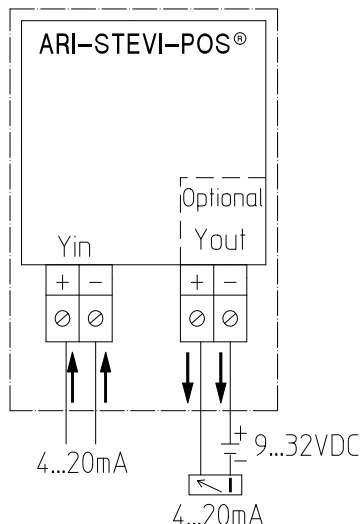 ARI-STEVI-POS®
Optional
Yin Yout
+ - + -
+ 9...32VDC
-
4...20mA
4...20mA